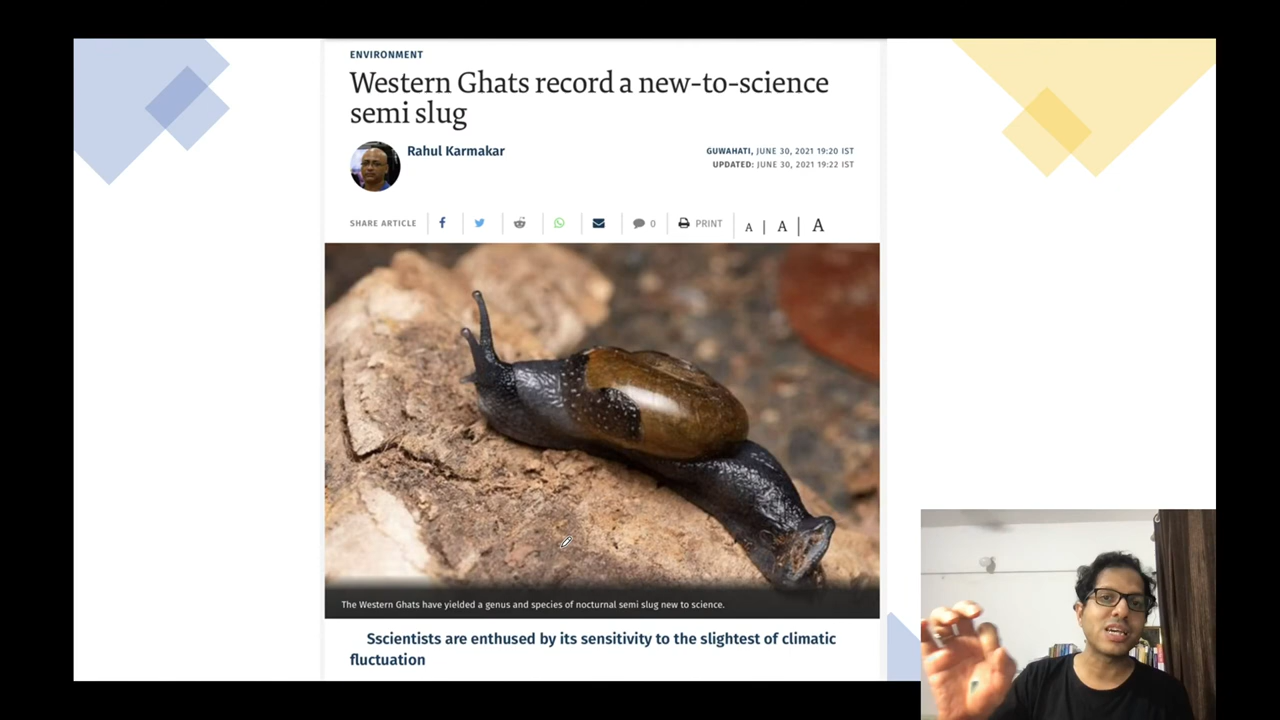 ENVIRONMENT
Western Ghats record a new-to-science
semi slug
Rahul Karmakar
GUWAHATI, JUNE 30, 2021 19:20 IST
UPDATED: JUNE 30, 2021 19:22 IST
SHARE ARTICLE 0 PRINT A | A | A
The Western Ghats have yielded a genus and species of nocturnal semi slug new to science.
Sscientists are enthused by its sensitivity to the slightest of climatic
fluctuation